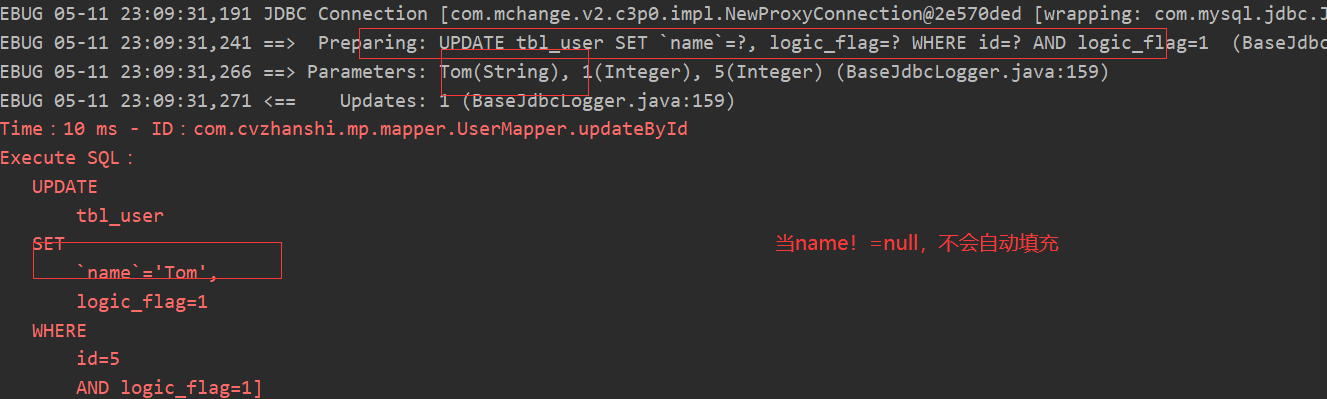 EBUG 05-11 23:09:31,191 JDBC Connection [com.mchange.v2.c3p0.impl.NewProxyConnection@2e570ded [wrapping: com.mysql.jdbc.J
EBUG 05-11 23:09:31,241 ==>  Preparing: UPDATE tbl_user SET `name`=?, logic_flag=? WHERE id=? AND logic_flag=1  (BaseJdbc
EBUG 05-11 23:09:31,266 ==> Parameters: Tom(String), 1(Integer), 5(Integer) (BaseJdbcLogger.java:159)
EBUG 05-11 23:09:31,271 <==    Updates: 1 (BaseJdbcLogger.java:159)
Time：10 ms - ID：com.cvzhanshi.mp.mapper.UserMapper.updateById
Execute SQL：
UPDATE
tbl_user
SET
`name`='Tom',
当name！=null，不会自动填充
logic_flag=1
WHERE
id=5
AND logic_flag=1]